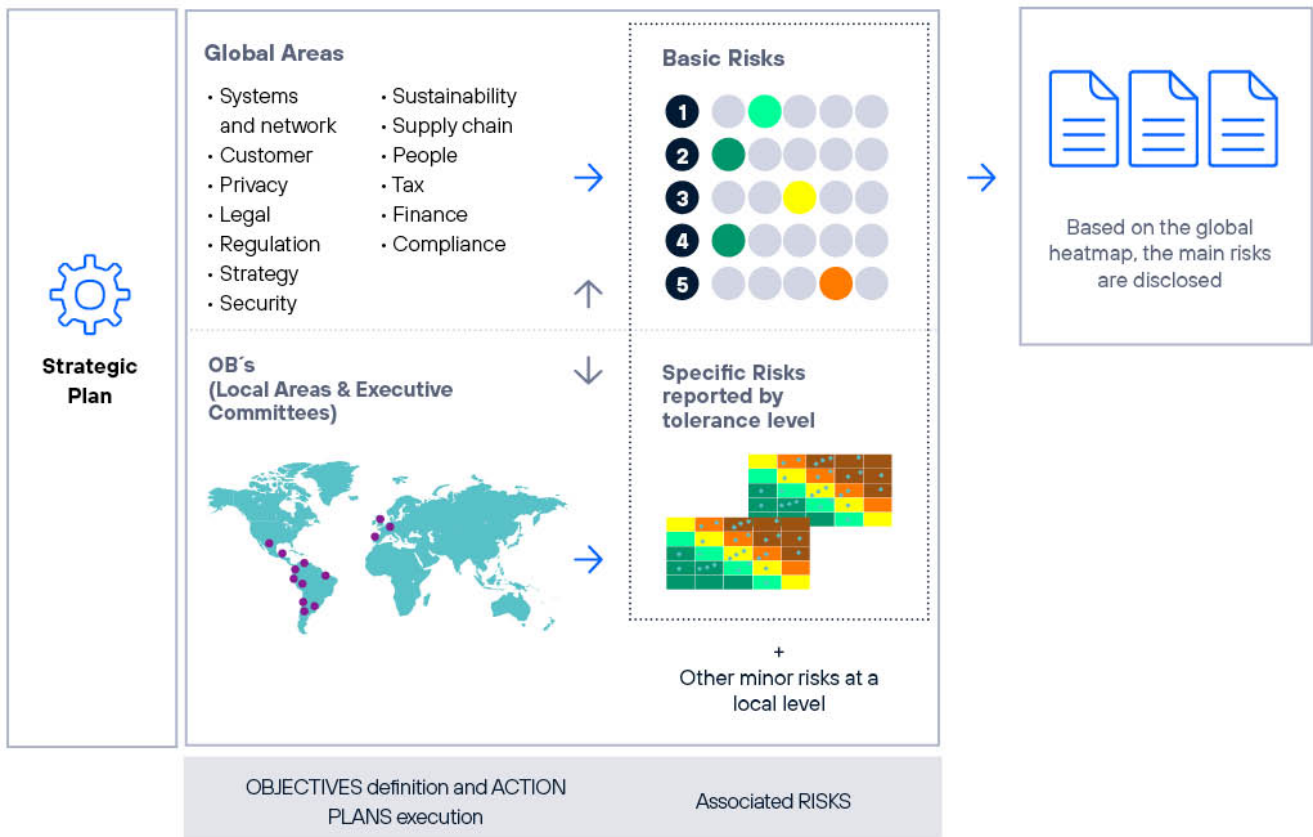 Strategic
Plan
Global Areas
• Systems
and network
• Customer
• Privacy
• Legal
• Regulation
• Strategy
• Security
• Sustainability
• Supply chain
• People
• Tax
• Finance
• Compliance
OB´s
(Local Areas & Executive
Committees)
Basic Risks
1
2
3
4
5
Specific Risks
reported by
tolerance level
+
Other minor risks at a
local level
Based on the global
heatmap, the main risks
are disclosed
OBJECTIVES definition and ACTION
PLANS execution
Associated RISKS